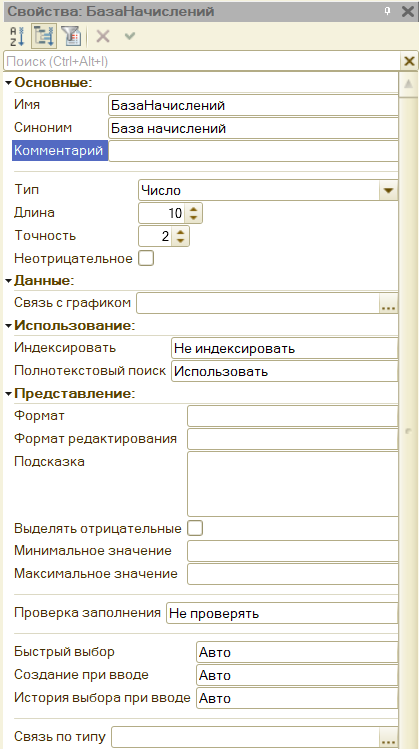 Свойства: БазаНачислений
Поиск (Ctrl+Alt+I)
Основные:
Имя БазаНачислений
Синоним База начислений
Комментарий
Тип Число
Длина 10
Точность 2
Неотрицательное
Данные:
Связь с графиком ...
Использование:
Индексировать Не индексировать
Полнотекстовый поиск Использовать
Представление:
Формат
Формат редактирования
Подсказка
Выделять отрицательные
Минимальное значение
Максимальное значение
Проверка заполнения Не проверять
Быстрый выбор Авто
Создание при вводе Авто
История выбора при вводе Авто
Связь по типу ...